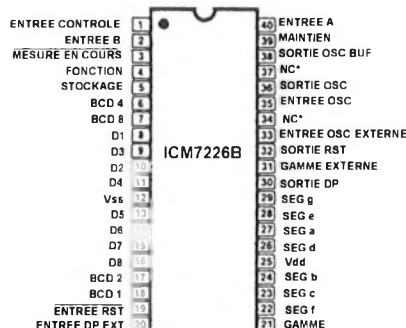 ENTREE CONTROLE 1
ENTREE B 2
MESURE EN COURS 3
FONCTION 4
STOCKAGE 5
BCD 4 6
BCD 8 7
D1 8
D3 9
D2 10
D4 11
Vss 12
D5 13
D6 14
D7 15
D8 16
BCD 2 17
BCD 1 18
ENTREE RST 19
ENTREE DP EXT 20
ICM7226B
40 ENTREE A
39 MAINTIEN
38 SORTIE OSC BUF
37 NC*
36 SORTIE OSC
35 ENTREE OSC
34 NC*
33 ENTREE OSC EXTERNE
32 SORTIE RST
31 GAMME EXTERNE
30 SORTIE DP
29 SEG g
28 SEG e
27 SEG a
26 SEG d
25 Vdd
24 SEG b
23 SEG c
22 SEG f
21 GAMME